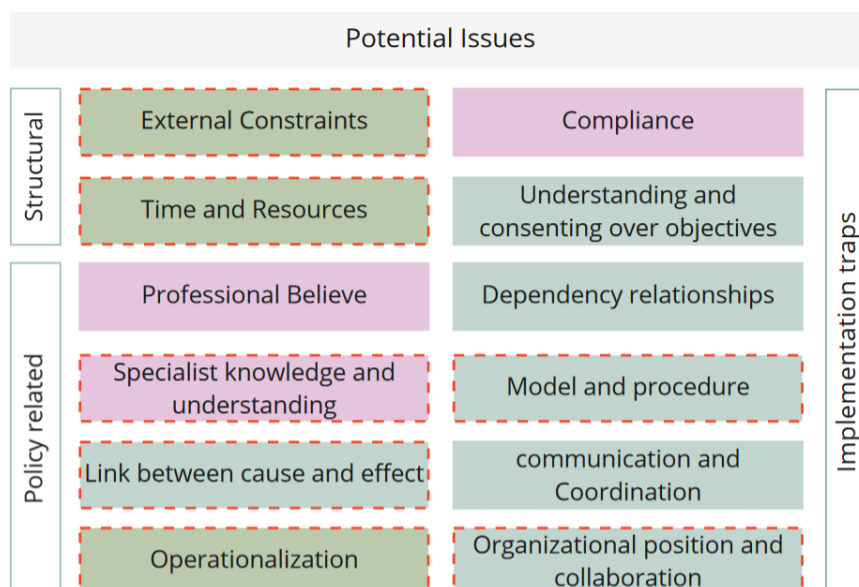 Potential Issues
Structural
External Constraints
Compliance
Time and Resources
Understanding and
consenting over objectives
Policy related
Professional Believe
Dependency relationships
Specialist knowledge and
understanding
Model and procedure
Link between cause and effect
communication and
Coordination
Operationalization
Organizational position and
collaboration
Implementation traps